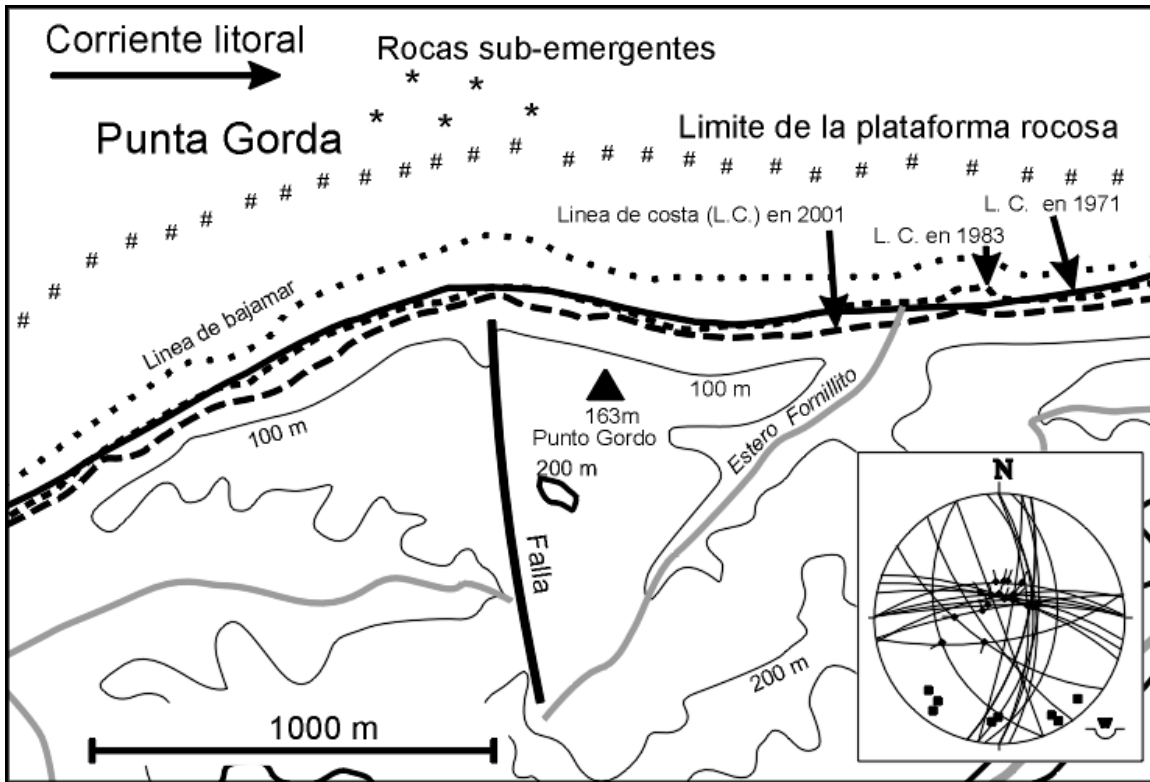 Corriente litoral
Rocas sub-emergentes
Punta Gorda
Limite de la plataforma rocosa
Linea de costa (L.C.) en 2001
L. C. en 1971
L. C. en 1983
Linea de bajamar
100 m
100 m
163m
Punto Gordo
200 m
Estero Fornillito
Falla
N
200 m
1000 m